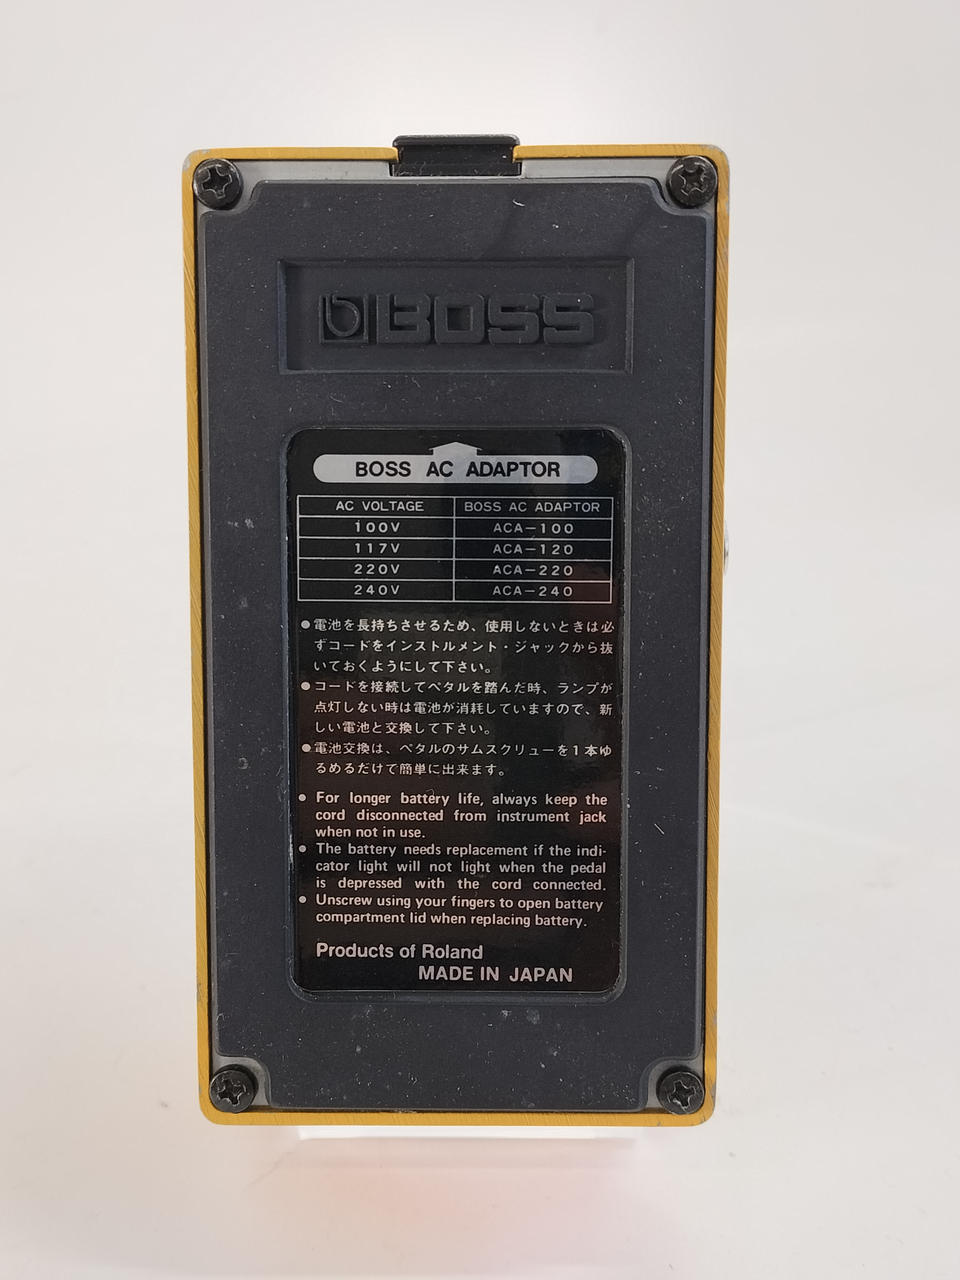 BOSS
BOSS AC ADAPTOR
AC VOLTAGE BOSS AC ADAPTOR
100V ACA-100
117V ACA-120
220V ACA-220
240V ACA-240
●電池を長持ちさせるため、使用しないときは必
ずコードをインストルメント・ジャックから抜
いておくようにして下さい。
●コードを接続してペタルを踏んだ時、ランプが
点灯しない時は電池が消耗していますので、新
しい電池と交換して下さい。
●電池交換は、ペタルのサムスクリューを1本ゆ
るめるだけで簡単に出来ます。
● For longer battery life, always keep the
cord disconnected from instrument jack
when not in use.
● The battery needs replacement if the indi-
cator light will not light when the pedal
is depressed with the cord connected.
● Unscrew using your fingers to open battery
compartment lid when replacing battery.
Products of Roland
MADE IN JAPAN